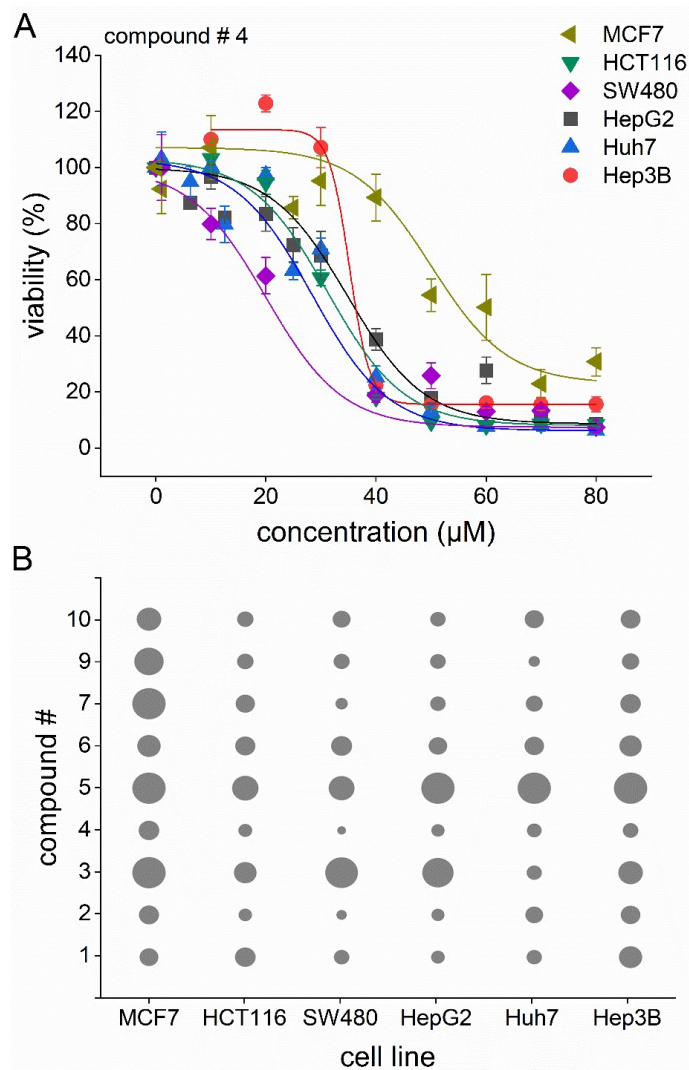 A
compound # 4
MCF7
HCT116
SW480
HepG2
Huh7
Hep3B
140
120
100
80
60
40
20
0
viability (%)
0 20 40 60 80
concentration (µM)
B
10
9
7
6
5
4
3
2
1
compound #
MCF7 HCT116 SW480 HepG2 Huh7 Hep3B
cell line